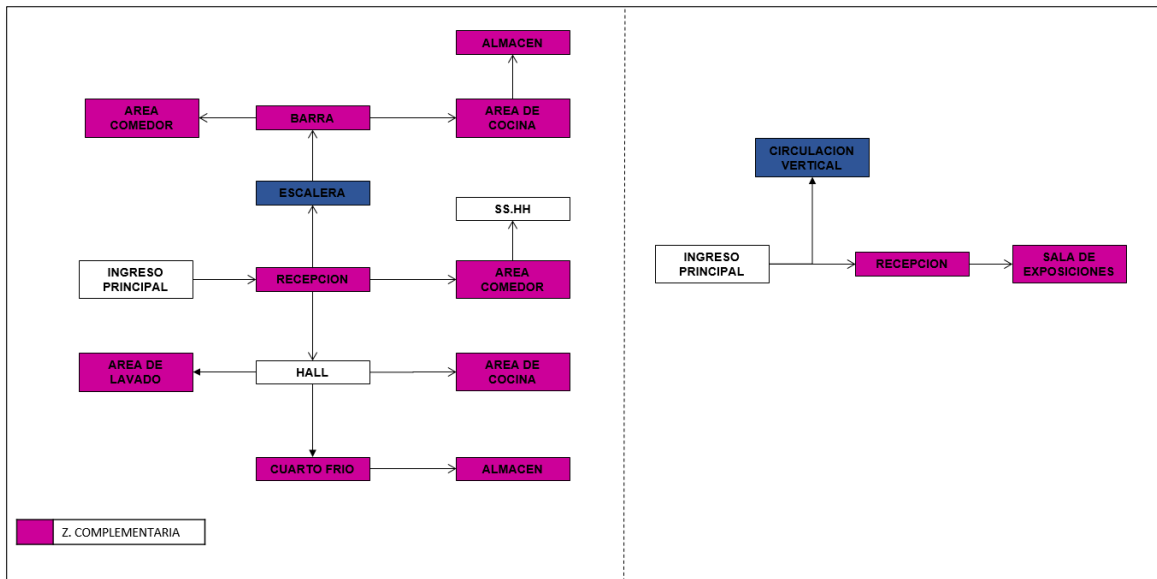 ALMACEN
AREA
COMEDOR
BARRA
AREA DE
COCINA
ESCALERA
SS.HH
INGRESO
PRINCIPAL
RECEPCION
AREA
COMEDOR
AREA DE
LAVADO
HALL
AREA DE
COCINA
CUARTO FRIO
ALMACEN
Z. COMPLEMENTARIA
CIRCULACION
VERTICAL
INGRESO
PRINCIPAL
RECEPCION
SALA DE
EXPOSICIONES